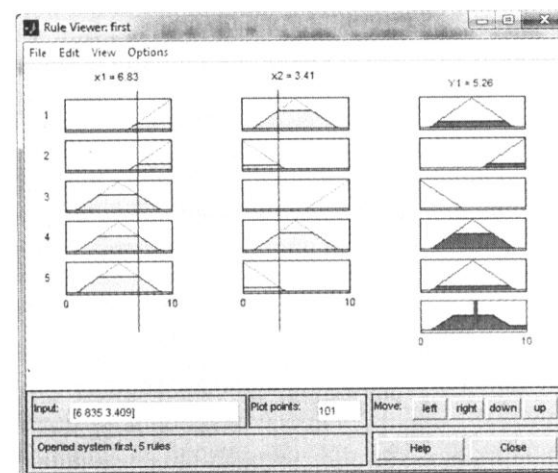 Rule Viewer: first
File Edit View Options
x1 = 6.83
x2 = 3.41
Y1 = 5.26
1
2
3
4
5
0 10
0 10
0 10
Input: [6.835 3.409]
Plot points: 101
Move: left right down up
Opened system first, 5 rules
Help Close